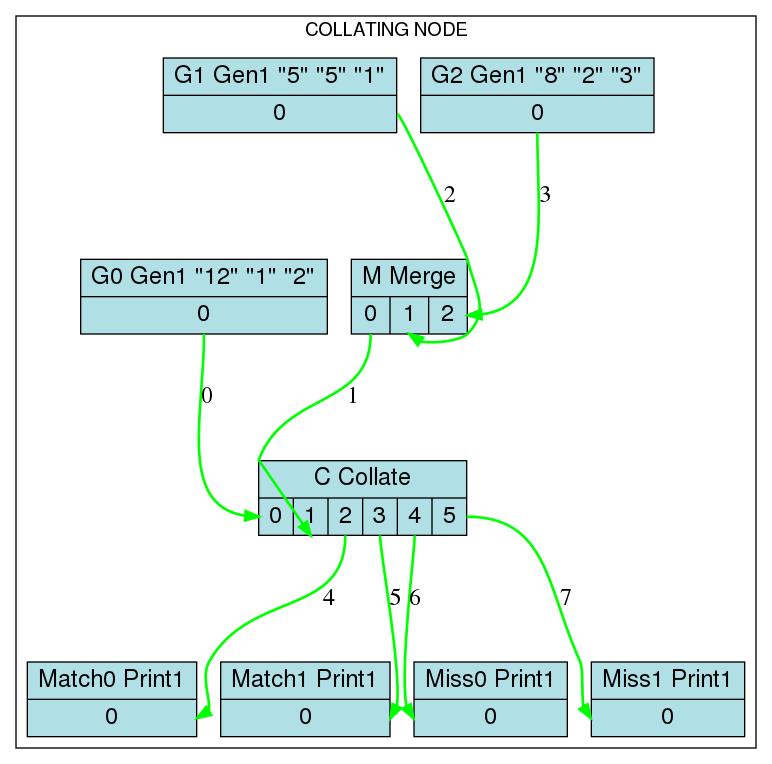 COLLATING NODE
G1 Gen1 "5" "5" "1"
0
G2 Gen1 "8" "2" "3"
0
2
3
G0 Gen1 "12" "1" "2"
0
M Merge
0 1 2
0
1
C Collate
0 1 2 3 4 5
4
5
6
7
Match0 Print1
0
Match1 Print1
0
Miss0 Print1
0
Miss1 Print1
0